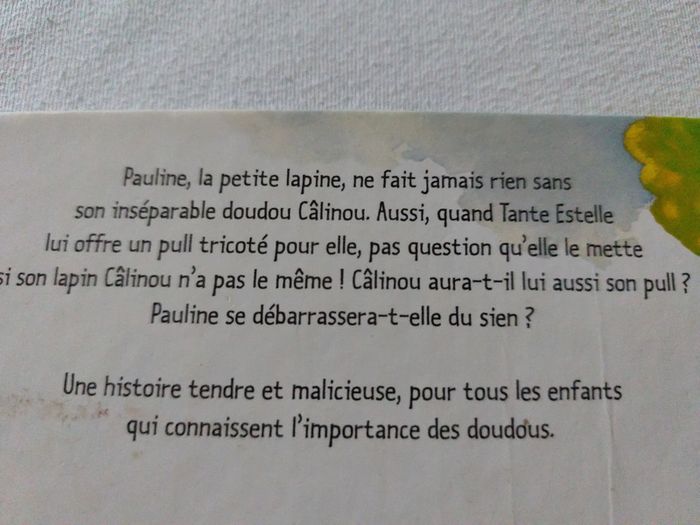 Pauline, la petite lapine, ne fait jamais rien sans
son inséparable doudou Câlinou. Aussi, quand Tante Estelle
lui offre un pull tricoté pour elle, pas question qu'elle le mette
si son lapin Câlinou n'a pas le même ! Câlinou aura-t-il lui aussi son pull ?
Pauline se débarrassera-t-elle du sien ?
Une histoire tendre et malicieuse, pour tous les enfants
qui connaissent l'importance des doudous.